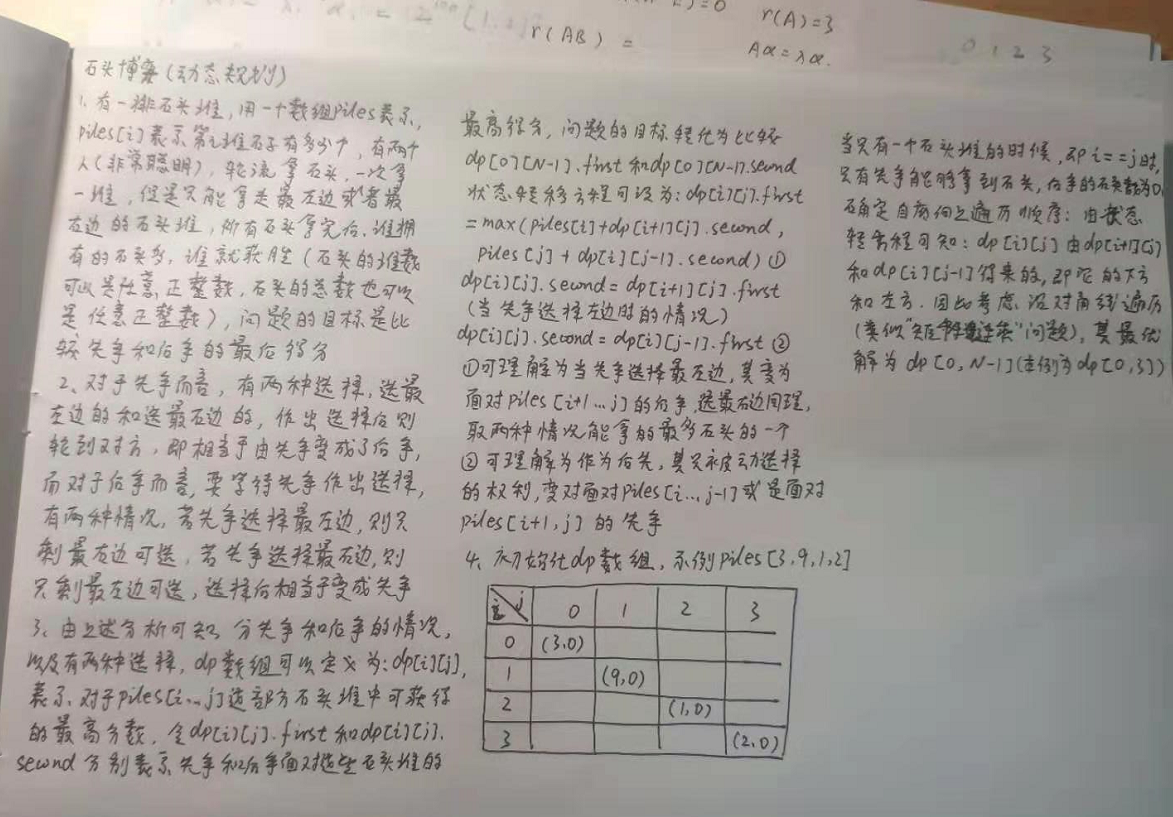 r(A)=3
r(AB) =
Aα=λα.
0 1 2 3
石头博弈(动态规划)
1、有一排石头堆,用一个数组piles表示,
piles[i]表示第i堆石子有多少个,有两个
人(非常聪明),轮流拿石头,一次拿
一堆,但是只能拿走最左边或者最
右边的石头堆,所有石头拿完后,谁拥
有的石头多,谁就获胜(石头的堆数
可以是任意正整数,石头的总数也可以
是任意正整数),问题的目标是比
较先手和后手的最后得分
2、对于先手而言,有两种选择,选最
左边的和选最右边的,作出选择后则
轮到对方,即相当于由先手变成了后手,
而对于后手而言,要等待先手作出选择,
有两种情况,若先手选择最左边,则只
剩最右边可选,若先手选择最右边,则
只剩最左边可选,选择后相当于变成先手
3、由上述分析可知,分先手和后手的情况,
以及有两种选择,dp数组可以定义为:dp[i][j],
表示,对于piles[i...j]这部分石头堆中可获得
的最高分数,令dp[i][j].first和dp[i][j].
second分别表示先手和后手面对这些石头堆的
最高得分,问题的目标转化为比较
dp[0][N-1].first和dp[0][N-1].second
状态转移方程可设为:dp[i][j].first
=max(piles[i]+dp[i+1][j].second,
piles[j]+dp[i][j-1].second)①
dp[i][j].second=dp[i+1][j].first
(当先手选择左边时的情况)
dp[i][j].second=dp[i][j-1].first②
①可理解为当先手选择最左边,其变为
面对piles[i+1...j]的后手,选最右边同理,
取两种情况能拿的最多石头的一个
②可理解为作为后先,其只被动选择
的权利,变对面对piles[i...,j-1]或是面对
piles[i+1,j]的先手
4、初始化dp数组,示例piles[3,9,1,2]
i j 0 1 2 3
0 (3,0)
1 (9,0)
2 (1,0)
3 (2,0)
当只有一个石头堆的时候,即i==j时,
只有先手能够拿到石头,后手的石头数为0
确定自底向上遍历顺序:由状态
转方程可知:dp[i][j]由dp[i+1][j]
和dp[i][j-1]得来的,即它的下方
和左方,因此考虑沿对角线遍历
(类似"矩阵连乘"问题),其最优
解为dp[0,N-1](本例为dp[0,3])